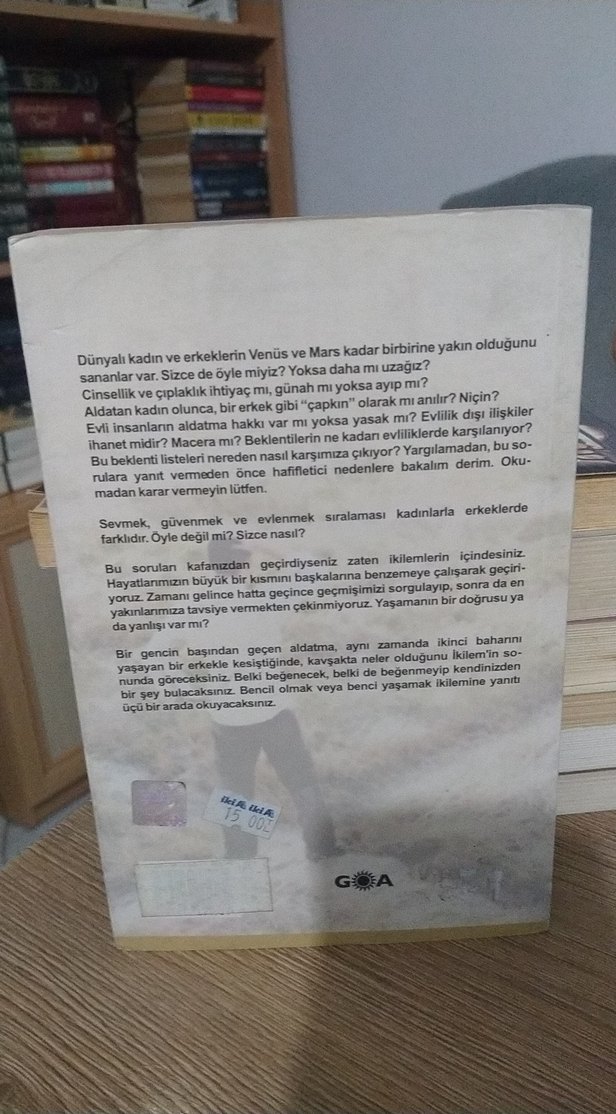 Dünyalı kadın ve erkeklerin Venüs ve Mars kadar birbirine yakın olduğunu
sananlar var. Sizce de öyle miyiz? Yoksa daha mı uzağız?
Cinsellik ve çıplaklık ihtiyaç mı, günah mı yoksa ayıp mı?
Aldatan kadın olunca, bir erkek gibi "çapkın" olarak mı anılır? Niçin?
Evli insanların aldatma hakkı var mı yoksa yasak mı? Evlilik dışı ilişkiler
ihanet midir? Macera mı? Beklentilerin ne kadarı evliliklerde karşılanıyor?
Bu beklenti listeleri nereden nasıl karşımıza çıkıyor? Yargılamadan, bu so-
rulara yanıt vermeden önce hafifletici nedenlere bakalım derim. Oku-
madan karar vermeyin lütfen.
Sevmek, güvenmek ve evlenmek sıralaması kadınlarla erkeklerde
farklıdır. Öyle değil mi? Sizce nasıl?
Bu soruları kafanızdan geçirdiyseniz zaten ikilemlerin içindesiniz.
Hayatlarımızın büyük bir kısmını başkalarına benzemeye çalışarak geçiri-
yoruz. Zamanı gelince hatta geçince geçmişimizi sorgulayıp, sonra da en
yakınlarımıza tavsiye vermekten çekinmiyoruz. Yaşamanın bir doğrusu ya
da yanlışı var mı?
Bir gencin başından geçen aldatma, aynı zamanda ikinci baharını
yaşayan bir erkekle kesiştiğinde, kavşakta neler olduğunu İkilem'in so-
nunda göreceksiniz. Belki beğenecek, belki de beğenmeyip kendinizden
bir şey bulacaksınız. Bencil olmak veya benci yaşamak ikilemine yanıtı
üçü bir arada okuyacaksınız.
GOA